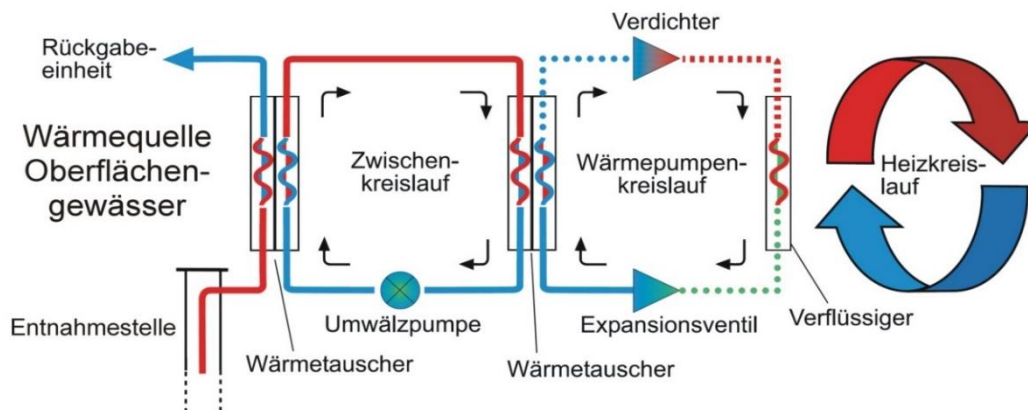 Verdichter
Rückgabe-
einheit
Wärmequelle
Oberflächen-
gewässer
Zwischen-
kreislauf
Wärmepumpen-
kreislauf
Heizkreis-
lauf
Entnahmestelle
Umwälzpumpe
Expansionsventil
Verflüssiger
Wärmetauscher
Wärmetauscher